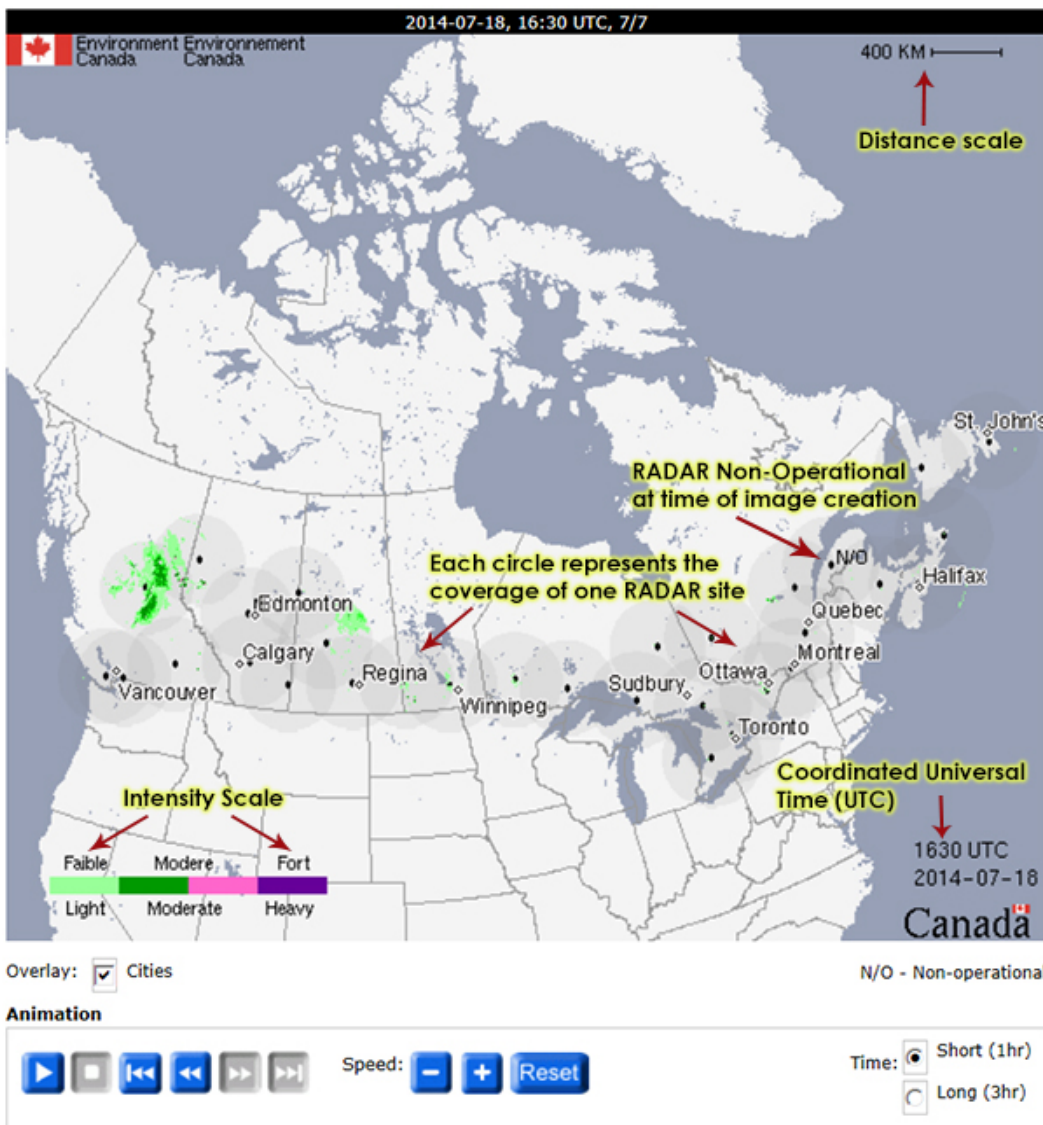 2014-07-18, 16:30 UTC, 7/7
Environment Environnement
Canada Canada
400 KM
Distance scale
St. John's
RADAR Non-Operational
at time of image creation
N/O
Each circle represents the
coverage of one RADAR site
Halifax
Edmonton
Quebec
Calgary
Montreal
Regina
Ottawa
Vancouver
Sudbury
Winnipeg
Toronto
Coordinated Universal
Time (UTC)
Intensity Scale
Faible Modere Fort
Light Moderate Heavy
1630 UTC
2014-07-18
Canada
Overlay: Cities
N/O - Non-operational
Animation
Speed: - + Reset
Time: Short (1hr)
Long (3hr)